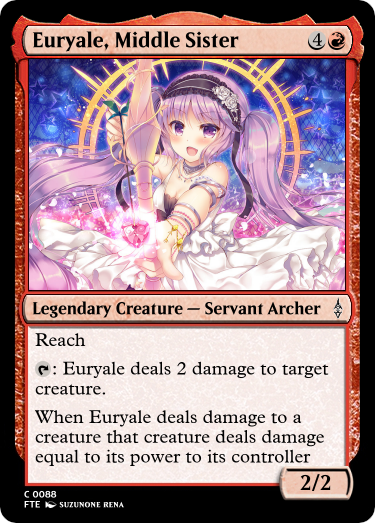 Euryale, Middle Sister 4
Legendary Creature — Servant Archer
Reach
: Euryale deals 2 damage to target
creature.
When Euryale deals damage to a
creature that creature deals damage
equal to its power to its controller
2/2
C 0088
FTE SUZUNONE RENA